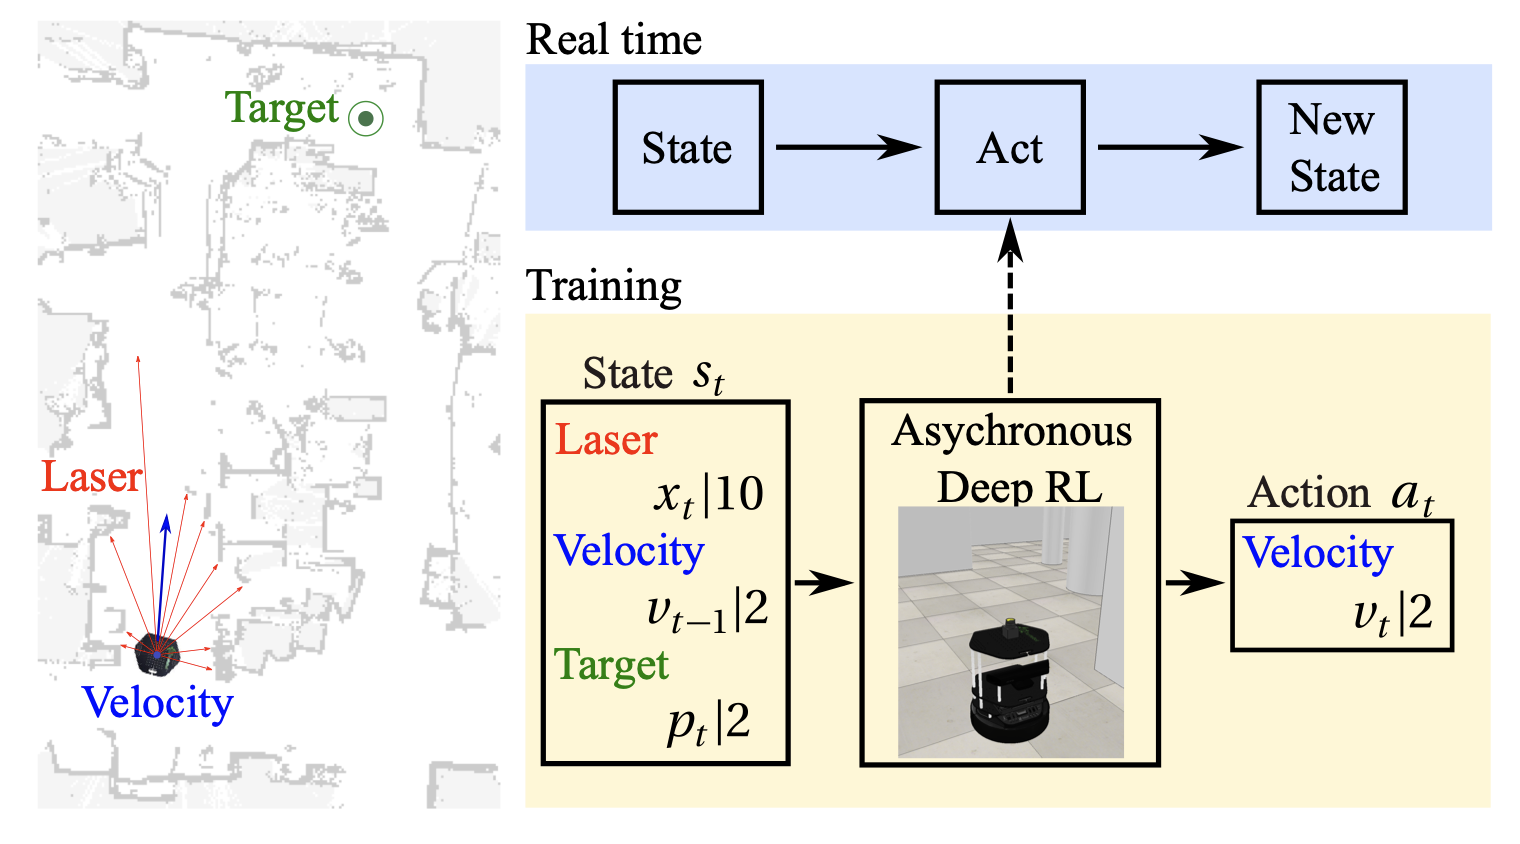 Target
Laser
Velocity
Real time
State
Act
New
State
Training
State s_t
Laser
x_t|10
Velocity
v_{t−1}|2
Target
p_t|2
Asychronous
Deep RL
Action a_t
Velocity
v_t|2